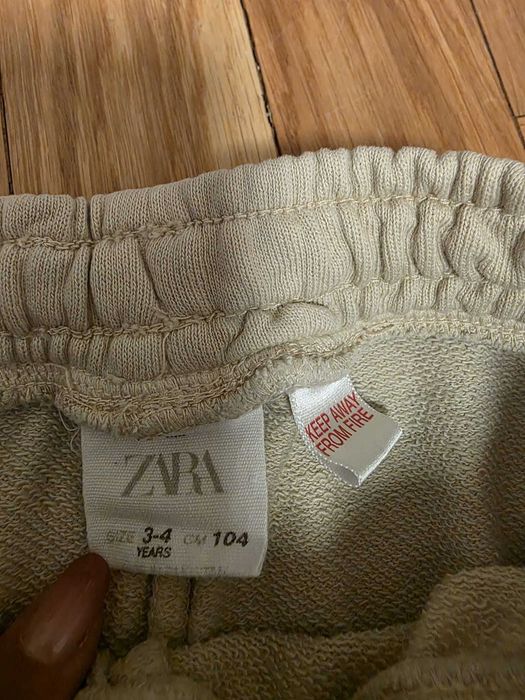 ZARA
SIZE 3-4 CM 104
YEARS
KEEP AWAY
FROM FIRE